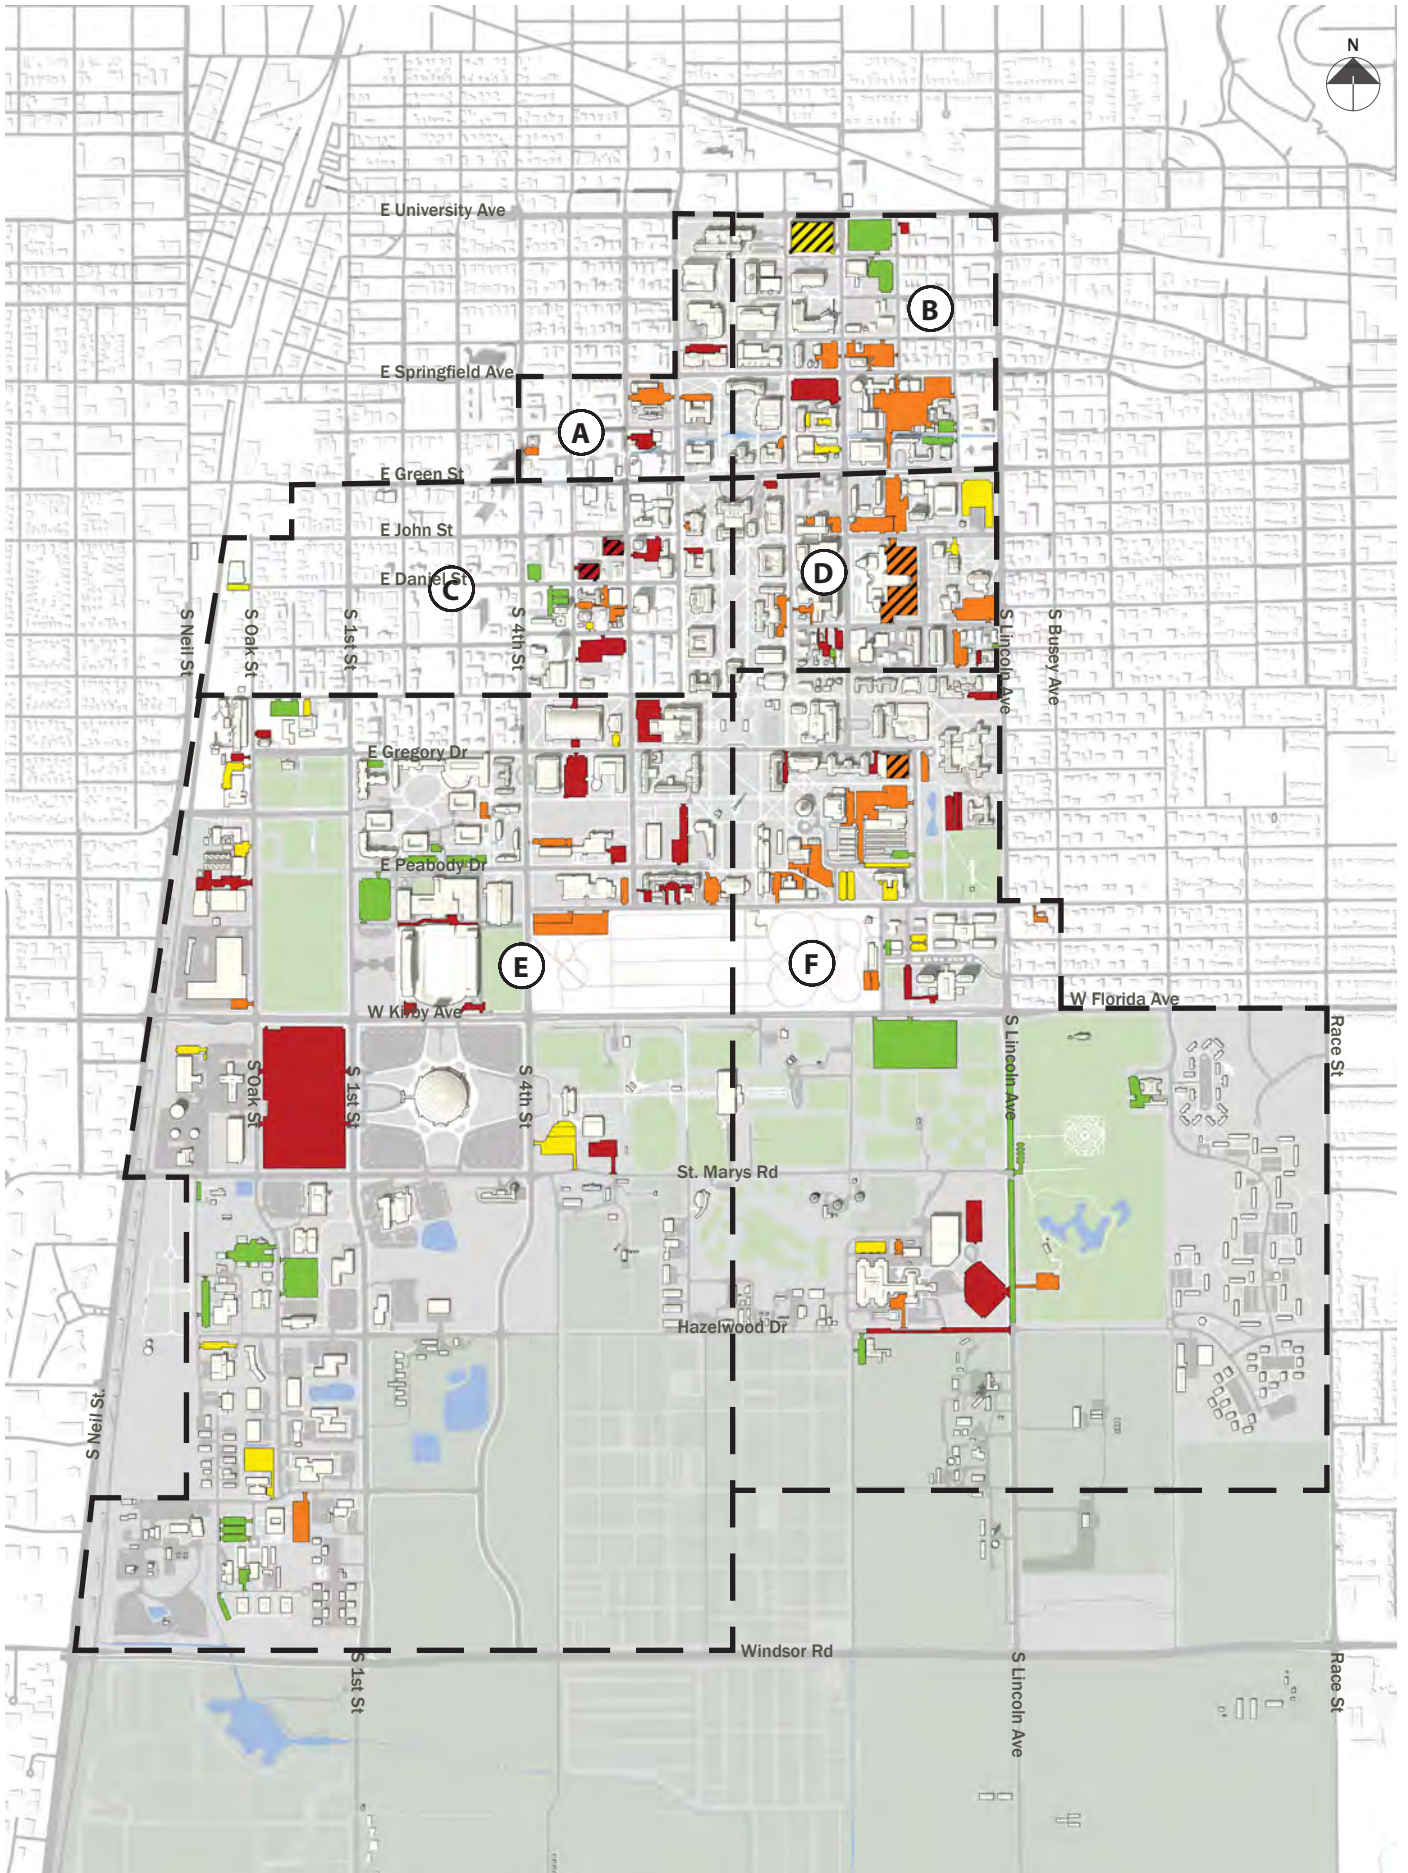 N
E University Ave
B
E Springfield Ave
A
E Green St
E John St
E Daniel St
C
D
S Neil St
S Oak St
S 1st St
S 4th St
S Lincoln Ave
S Busey Ave
E Gregory Dr
E Peabody Dr
E
F
W Kirby Ave
W Florida Ave
S Oak St
S 1st St
S 4th St
S Lincoln Ave
Race St
St. Marys Rd
Hazelwood Dr
S Neil St.
Windsor Rd
S 1st St
S Lincoln Ave
Race St